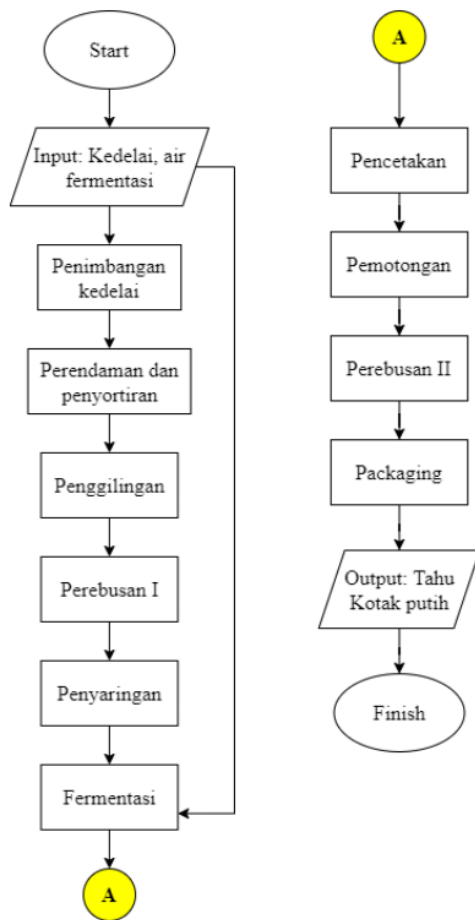 Start
Input: Kedelai, air
fermentasi
Penimbangan
kedelai
Perendaman dan
penyortiran
Penggilingan
Perebusan I
Penyaringan
Fermentasi
A
A
Pencetakan
Pemotongan
Perebusan II
Packaging
Output: Tahu
Kotak putih
Finish